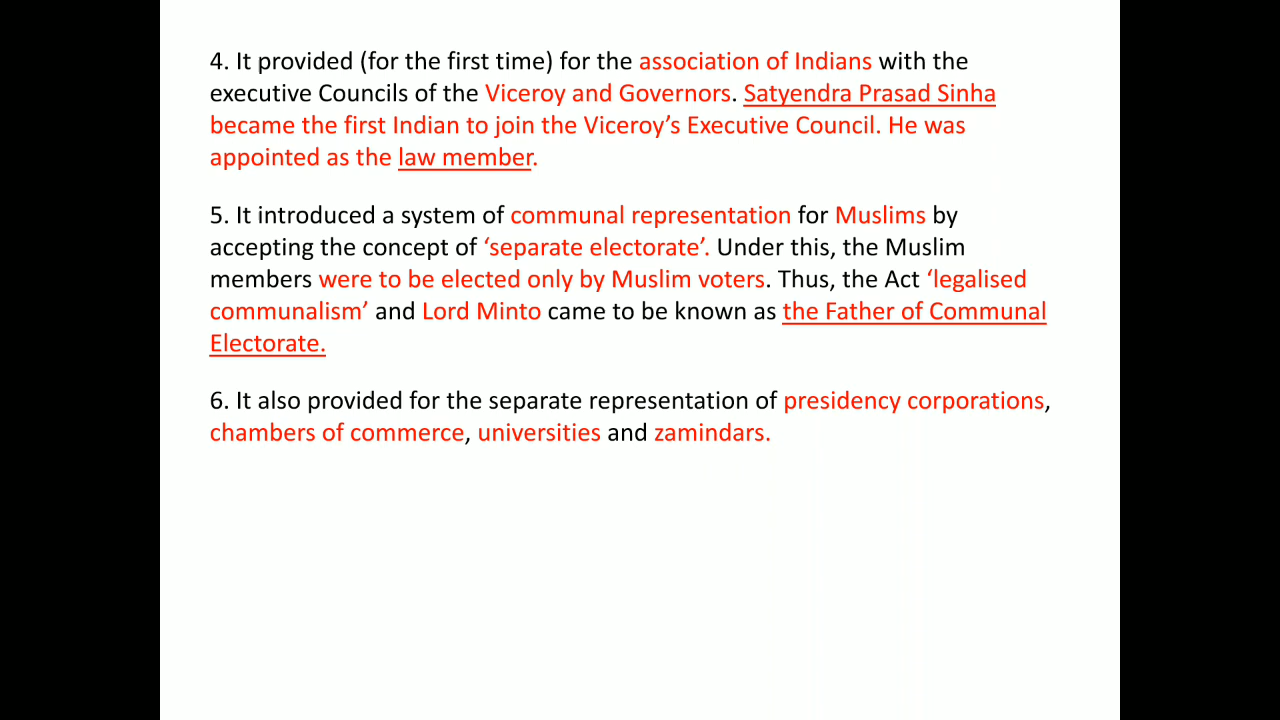 4. It provided (for the first time) for the association of Indians with the
executive Councils of the Viceroy and Governors. Satyendra Prasad Sinha
became the first Indian to join the Viceroy’s Executive Council. He was
appointed as the law member.
5. It introduced a system of communal representation for Muslims by
accepting the concept of ‘separate electorate’. Under this, the Muslim
members were to be elected only by Muslim voters. Thus, the Act ‘legalised
communalism’ and Lord Minto came to be known as the Father of Communal
Electorate.
6. It also provided for the separate representation of presidency corporations,
chambers of commerce, universities and zamindars.